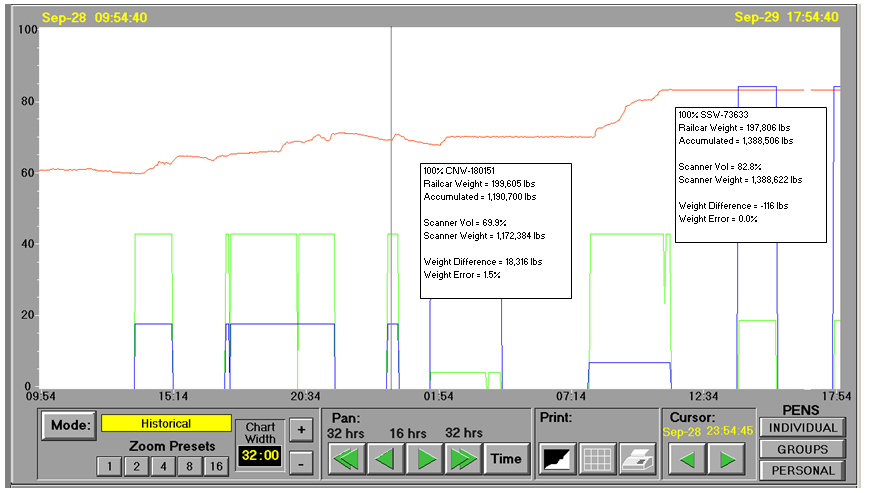 Sep-28 09:54:40
Sep-29 17:54:40
100
80
60
40
20
0
100% SSW-73633
Railcar Weight = 197,806 lbs
Accumulated = 1,388,506 lbs
Scanner Vol = 82.8%
Scanner Weight = 1,388,622 lbs
Weight Difference = -116 lbs
Weight Error = 0.0%
100% CNW-180151
Railcar Weight = 199,605 lbs
Accumulated = 1,190,700 lbs
Scanner Vol = 69.9%
Scanner Weight = 1,172,384 lbs
Weight Difference = 18,316 lbs
Weight Error = 1.5%
09:54 15:14 20:34 01:54 07:14 12:34 17:54
Mode:
Historical
Zoom Presets
1 2 4 8 16
Chart
Width
32:00
+
-
Pan:
32 hrs 16 hrs 32 hrs
Time
Print:
Cursor:
Sep-28 23:54:45
PENS
INDIVIDUAL
GROUPS
PERSONAL